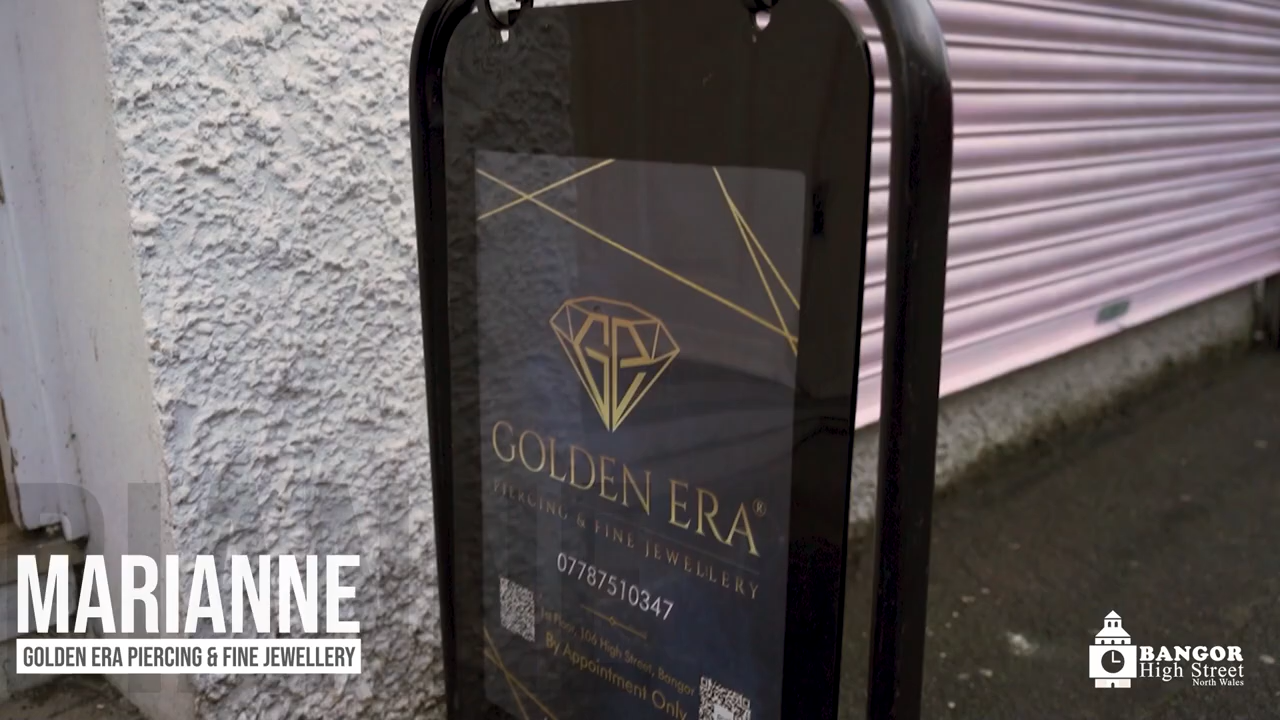 GOLDEN ERA®
PIERCING & FINE JEWELLERY
07787510347
1st Floor, 104 High Street, Bangor
By Appointment Only
MARIANNE
GOLDEN ERA PIERCING & FINE JEWELLERY
BANGOR
High Street
North Wales